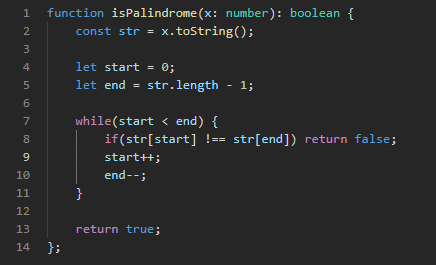 1 function isPalindrome(x: number): boolean {
2     const str = x.toString();
3
4     let start = 0;
5     let end = str.length - 1;
6
7     while(start < end) {
8         if(str[start] !== str[end]) return false;
9         start++;
10         end--;
11     }
12
13     return true;
14 };